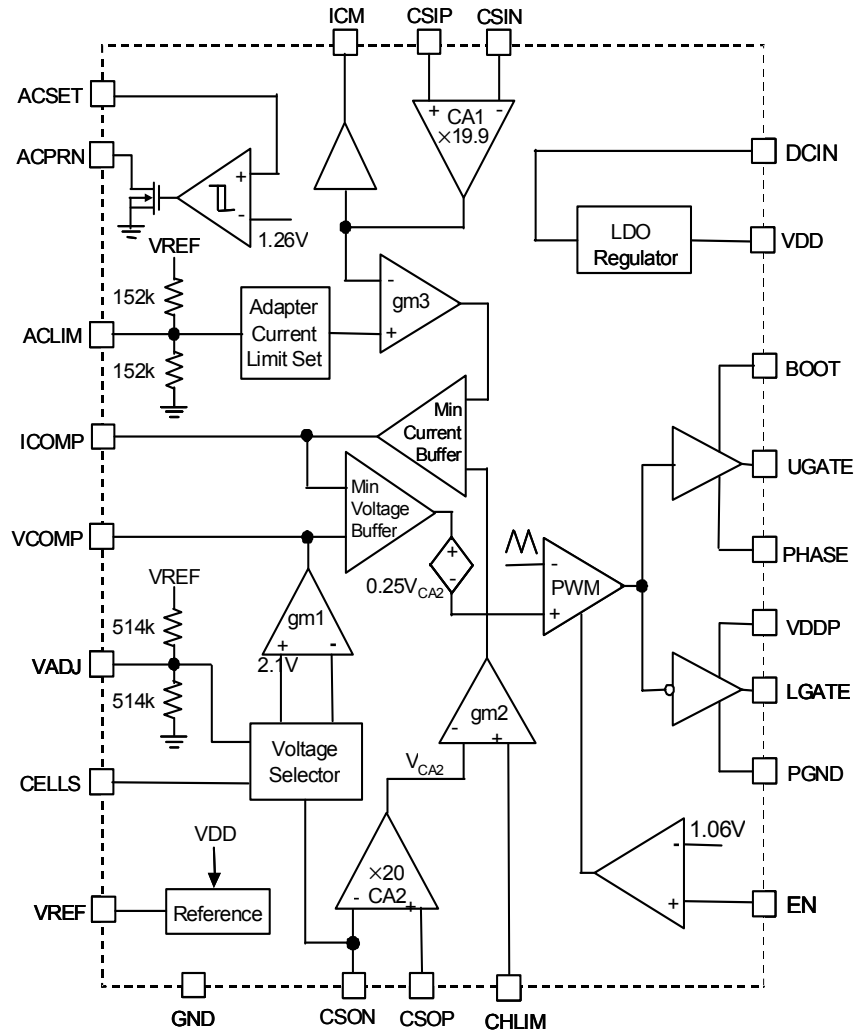 ICM
CSIP
CSIN
ACSET
ACPRN
+
-
1.26V
+
CA1
-
×19.9
DCIN
LDO
Regulator
VDD
VREF
152k
ACLIM
152k
Adapter
Current
Limit Set
-
gm3
+
BOOT
ICOMP
Min
Current
Buffer
UGATE
Min
Voltage
Buffer
VCOMP
+
-
0.25VCA2
-
PWM
+
PHASE
VREF
514k
VADJ
514k
gm1
+
-
2.1V
VDDP
LGATE
gm2
-
+
Voltage
Selector
CELLS
VCA2
PGND
VDD
×20
CA2
-
+
1.06V
-
+
EN
VREF
Reference
GND
CSON
CSOP
CHLIM